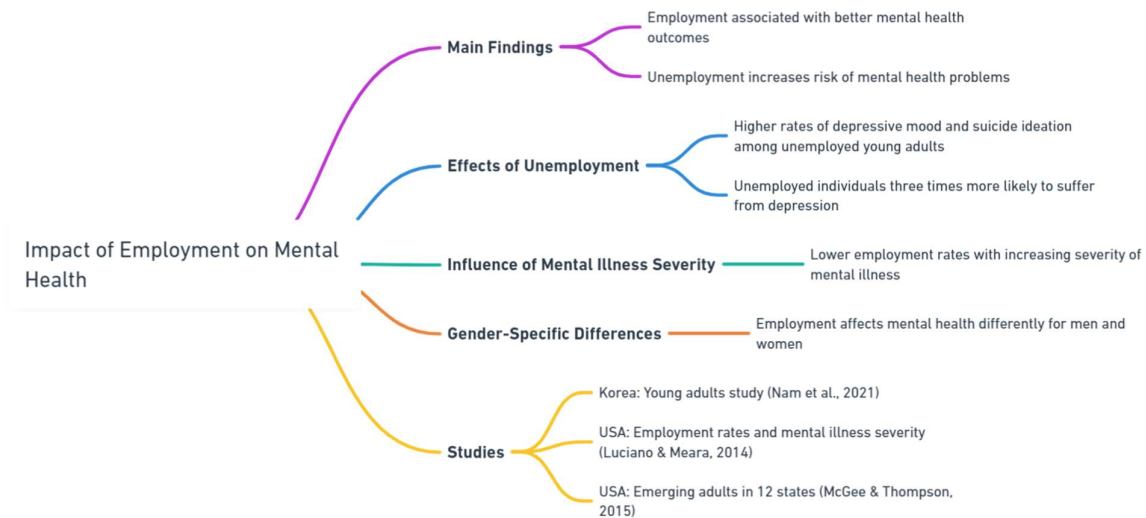 Impact of Employment on Mental
Health
Main Findings
Employment associated with better mental health
outcomes
Unemployment increases risk of mental health problems
Effects of Unemployment
Higher rates of depressive mood and suicide ideation
among unemployed young adults
Unemployed individuals three times more likely to suffer
from depression
Influence of Mental Illness Severity
Lower employment rates with increasing severity of
mental illness
Gender-Specific Differences
Employment affects mental health differently for men and
women
Studies
Korea: Young adults study (Nam et al., 2021)
USA: Employment rates and mental illness severity
(Luciano & Meara, 2014)
USA: Emerging adults in 12 states (McGee & Thompson,
2015)